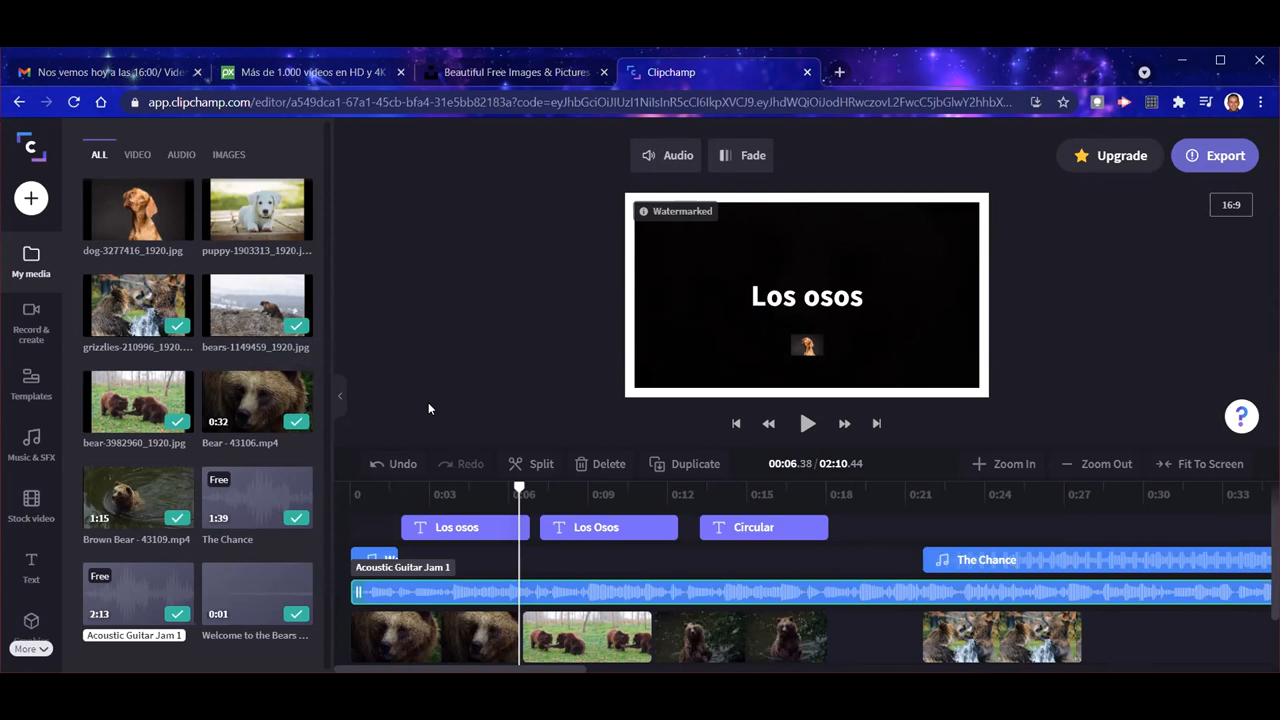 Nos vemos hoy a las 16:00/ Vide
Más de 1.000 vídeos en HD y 4K
Beautiful Free Images & Pictures
Clipchamp
app.clipchamp.com/editor/a549dca1-67a1-45cb-bfa4-31e5bb82183a?code=eyJhbGciOiJIUzI1NiIsInR5cCI6IkpXVCJ9.eyJhdWQiOiJodHRwczovL2FwcC5jbGlwY2hhbX...
ALL
VIDEO
AUDIO
IMAGES
Audio
Fade
Upgrade
Export
16:9
My media
Record &
create
Templates
Music & SFX
Stock video
Text
More
dog-3277416_1920.jpg
puppy-1903313_1920.j...
grizzlies-210996_1920....
bears-1149459_1920.jpg
0:32
bear-3982960_1920.jpg
Bear - 43106.mp4
1:15
Free
1:39
Brown Bear - 43109.mp4
The Chance
Free
2:13
0:01
Acoustic Guitar Jam 1
Welcome to the Bears ...
Watermarked
Los osos
Undo
Redo
Split
Delete
Duplicate
00:06.38 / 02:10.44
Zoom In
Zoom Out
Fit To Screen
0
0:03
0:06
0:09
0:12
0:15
0:18
0:21
0:24
0:27
0:30
0:33
Los osos
Los Osos
Circular
The Chance
Acoustic Guitar Jam 1